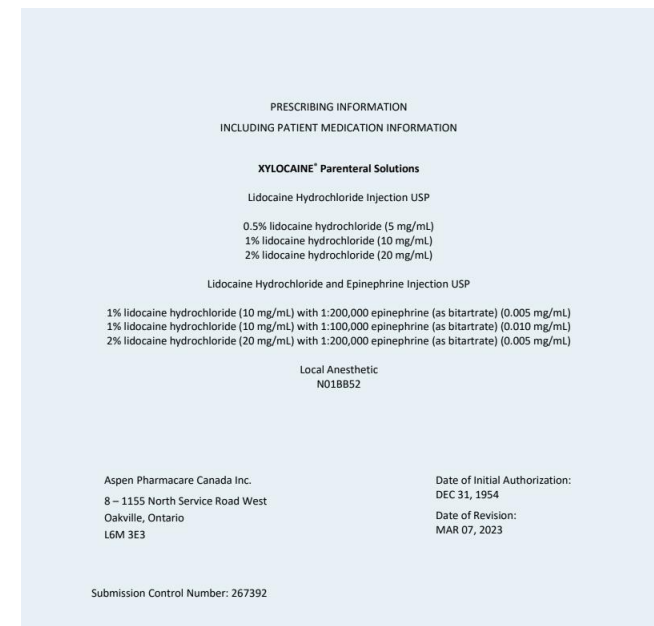 PRESCRIBING INFORMATION
INCLUDING PATIENT MEDICATION INFORMATION
XYLOCAINE® Parenteral Solutions
Lidocaine Hydrochloride Injection USP
0.5% lidocaine hydrochloride (5 mg/mL)
1% lidocaine hydrochloride (10 mg/mL)
2% lidocaine hydrochloride (20 mg/mL)
Lidocaine Hydrochloride and Epinephrine Injection USP
1% lidocaine hydrochloride (10 mg/mL) with 1:200,000 epinephrine (as bitartrate) (0.005 mg/mL)
1% lidocaine hydrochloride (10 mg/mL) with 1:100,000 epinephrine (as bitartrate) (0.010 mg/mL)
2% lidocaine hydrochloride (20 mg/mL) with 1:200,000 epinephrine (as bitartrate) (0.005 mg/mL)
Local Anesthetic
N01BB52
Aspen Pharmacare Canada Inc.
8 – 1155 North Service Road West
Oakville, Ontario
L6M 3E3
Date of Initial Authorization:
DEC 31, 1954
Date of Revision:
MAR 07, 2023
Submission Control Number: 267392